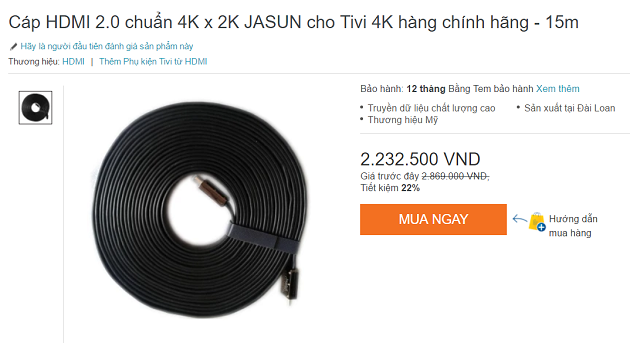 Cáp HDMI 2.0 chuẩn 4K x 2K JASUN cho Tivi 4K hàng chính hãng - 15m
Hãy là người đầu tiên đánh giá sản phẩm này
Thương hiệu: HDMI | Thêm Phụ kiện Tivi từ HDMI
Bảo hành: 12 tháng Bằng Tem bảo hành Xem thêm
• Truyền dữ liệu chất lượng cao • Sản xuất tại Đài Loan
• Thương hiệu Mỹ
2.232.500 VND
Giá trước đây 2.869.000 VND,
Tiết kiệm 22%
MUA NGAY
Hướng dẫn
mua hàng